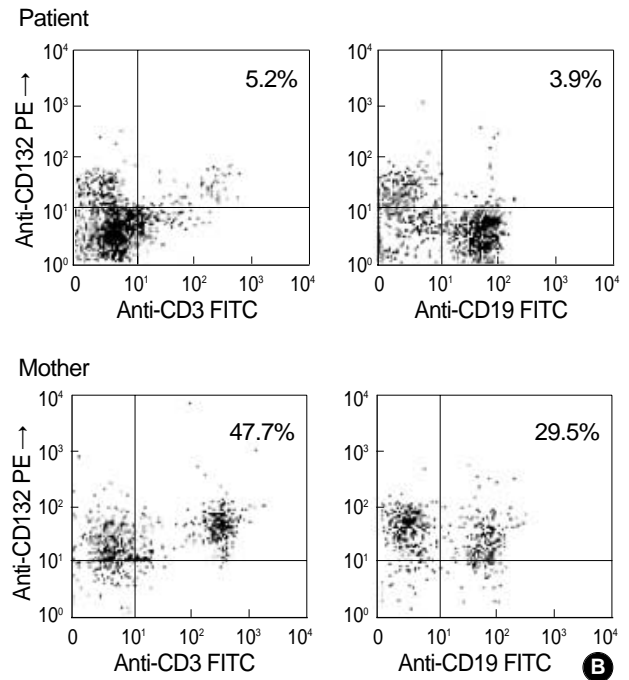 Patient
5.2%
3.9%
Anti-CD132 PE →
10⁴
10³
10²
10¹
10⁰
10⁴
10³
10²
10¹
10⁰
0 10¹ 10² 10³ 10⁴
0 10¹ 10² 10³ 10⁴
Anti-CD3 FITC
Anti-CD19 FITC
Mother
47.7%
29.5%
Anti-CD132 PE →
10⁴
10³
10²
10¹
10⁰
10⁴
10³
10²
10¹
10⁰
0 10¹ 10² 10³ 10⁴
0 10¹ 10² 10³ 10⁴
Anti-CD3 FITC
Anti-CD19 FITC
B